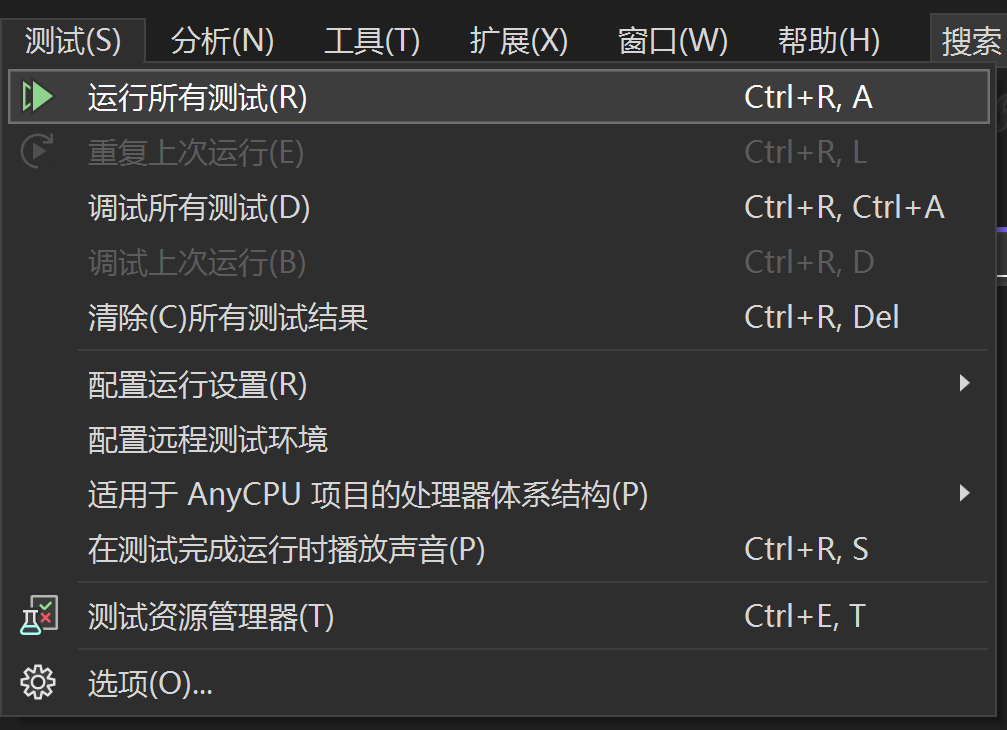 测试(S) 分析(N) 工具(T) 扩展(X) 窗口(W) 帮助(H) 搜索
运行所有测试(R) Ctrl+R, A
重复上次运行(E) Ctrl+R, L
调试所有测试(D) Ctrl+R, Ctrl+A
调试上次运行(B) Ctrl+R, D
清除(C)所有测试结果 Ctrl+R, Del
配置运行设置(R)
配置远程测试环境
适用于 AnyCPU 项目的处理器体系结构(P)
在测试完成运行时播放声音(P) Ctrl+R, S
测试资源管理器(T) Ctrl+E, T
选项(O)...